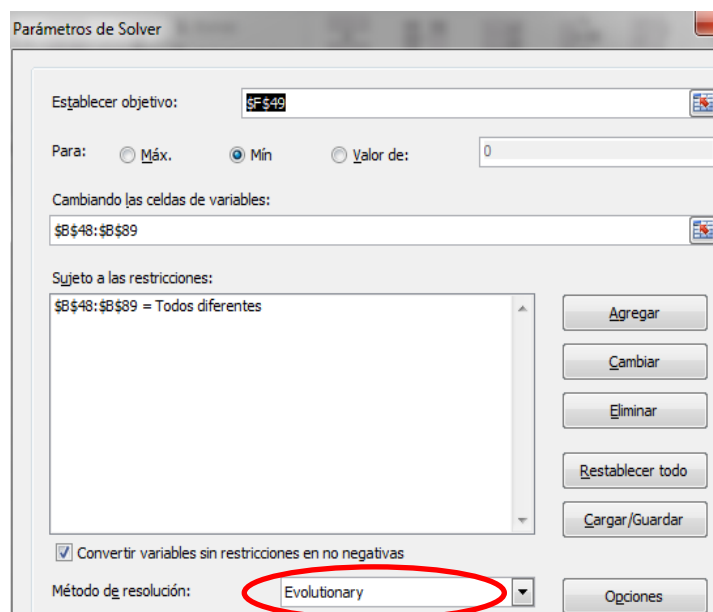 Parámetros de Solver
Establecer objetivo: $F$49
Para: Máx. Mín Valor de: 0
Cambiando las celdas de variables:
$B$48:$B$89
Sujeto a las restricciones:
$B$48:$B$89 = Todos diferentes
Agregar
Cambiar
Eliminar
Restablecer todo
Cargar/Guardar
Convertir variables sin restricciones en no negativas
Método de resolución: Evolutionary Opciones